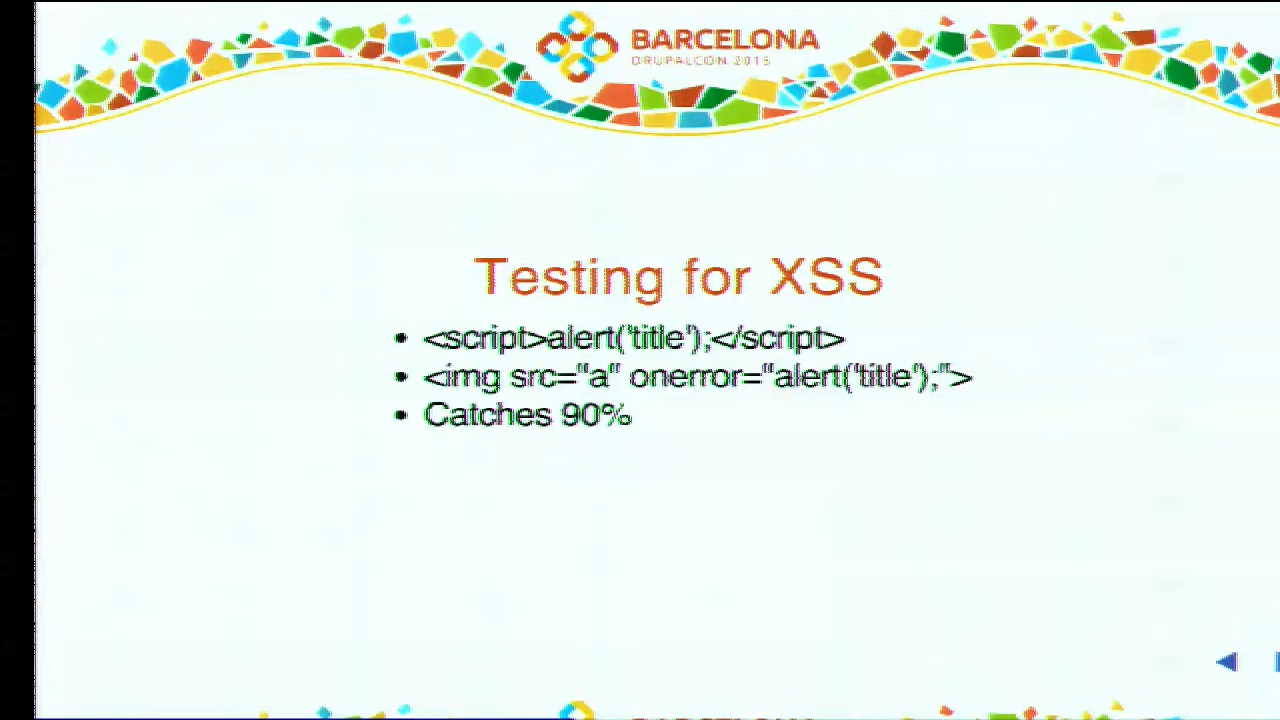 BARCELONA
DRUPALCON 2015
Testing for XSS
• <script>alert('title');</script>
• <img src="a" onerror="alert('title');">
• Catches 90%